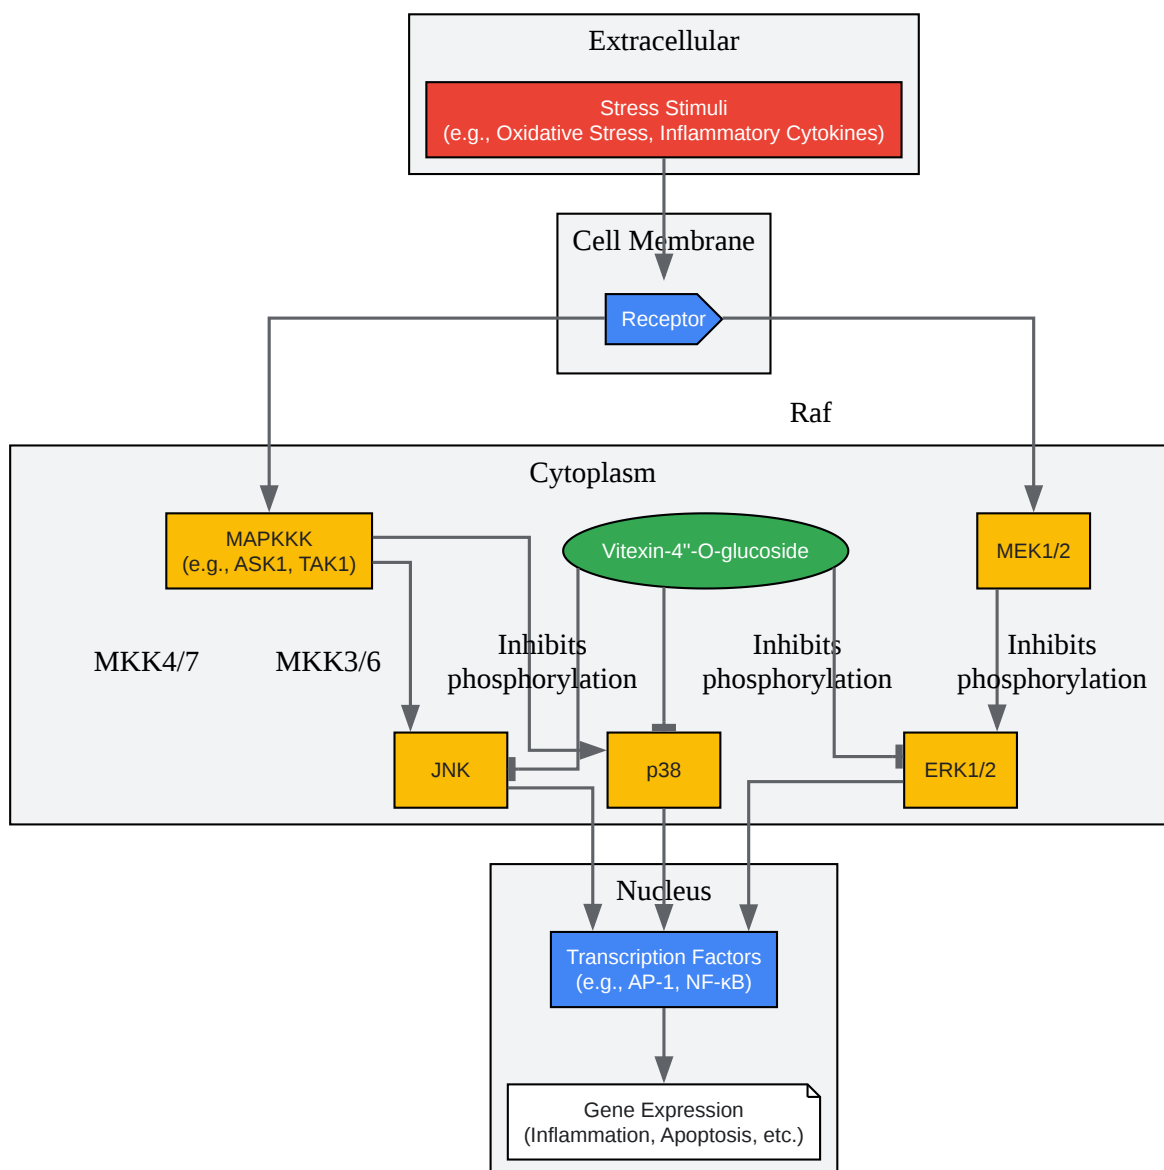 Extracellular
Stress Stimuli
(e.g., Oxidative Stress, Inflammatory Cytokines)
Cell Membrane
Receptor
Raf
Cytoplasm
MAPKKK
(e.g., ASK1, TAK1)
Vitexin-4"-O-glucoside
MEK1/2
MKK4/7
MKK3/6
Inhibits
phosphorylation
Inhibits
phosphorylation
Inhibits
phosphorylation
JNK
p38
ERK1/2
Nucleus
Transcription Factors
(e.g., AP-1, NF-κB)
Gene Expression
(Inflammation, Apoptosis, etc.)